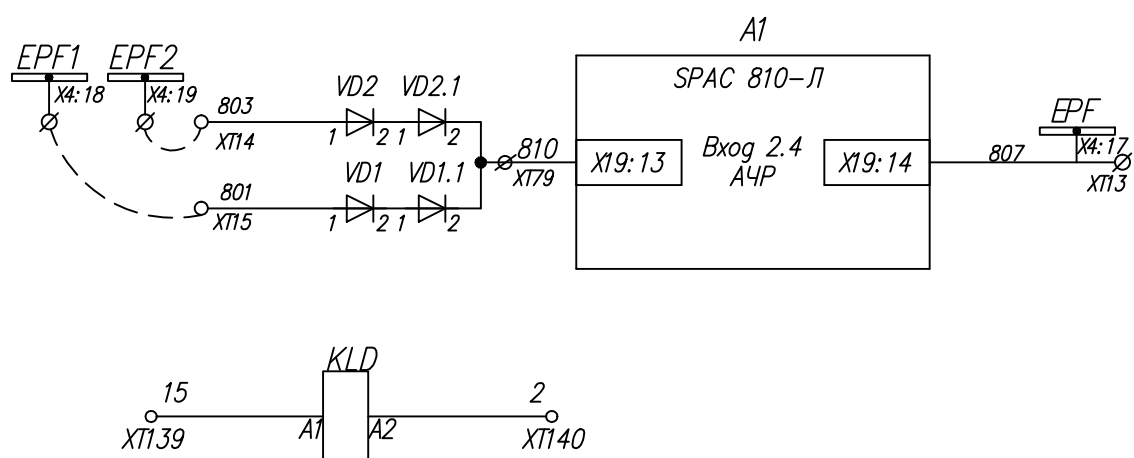 A1
EPF1
EPF2
X4:18
X4:19
803
XT14
VD2
VD2.1
1
2
1
2
SPAC 810-Л
EPF
X4:17
XT13
807
810
XT79
X19:13
Вход 2.4
АЧР
X19:14
801
XT15
VD1
VD1.1
1
2
1
2
KLD
15
2
XT139
A1
A2
XT140